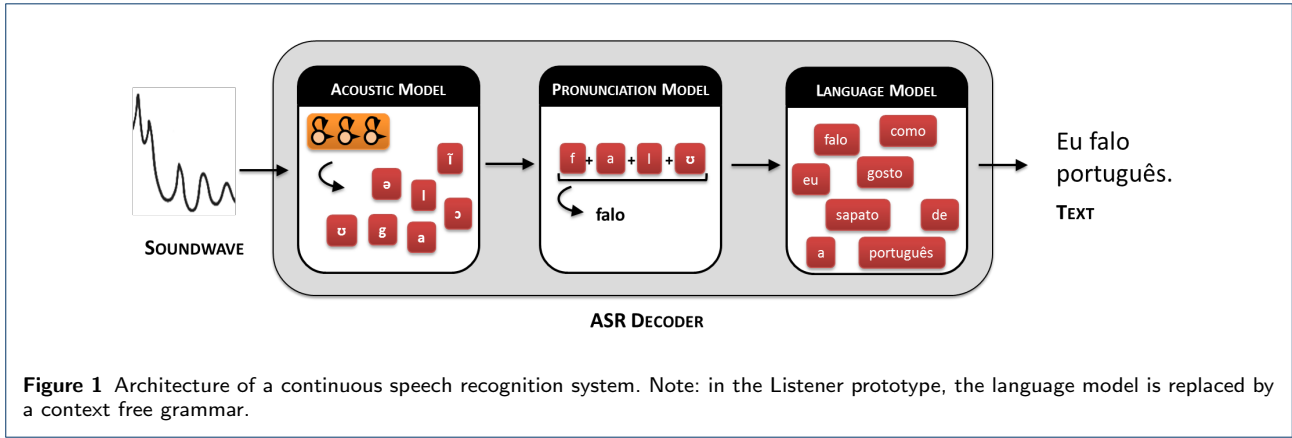 ACOUSTIC MODEL
ĩ
ə
l
ɔ
ʊ
g
a
PRONUNCIATION MODEL
f + a + l + ʊ
falo
LANGUAGE MODEL
falo
como
eu
gosto
sapato
de
a
português
SOUNDWAVE
Eu falo
português.
TEXT
ASR DECODER
Figure 1 Architecture of a continuous speech recognition system. Note: in the Listener prototype, the language model is replaced by
a context free grammar.